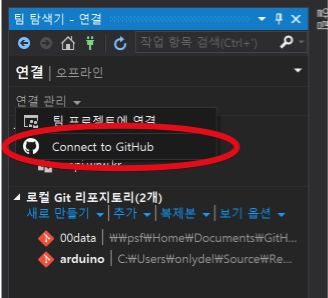 팀 탐색기 - 연결
작업 항목 검색(Ctrl+')
연결 | 오프라인
연결 관리
팀 프로젝트에 연결
Connect to GitHub
로컬 Git 리포지토리(2개)
새로 만들기 | 추가 | 복제본 | 보기 옵션
00data | ₩₩psf₩Home₩Documents₩GitH...
arduino | C:₩Users₩onlydel₩Source₩Re...